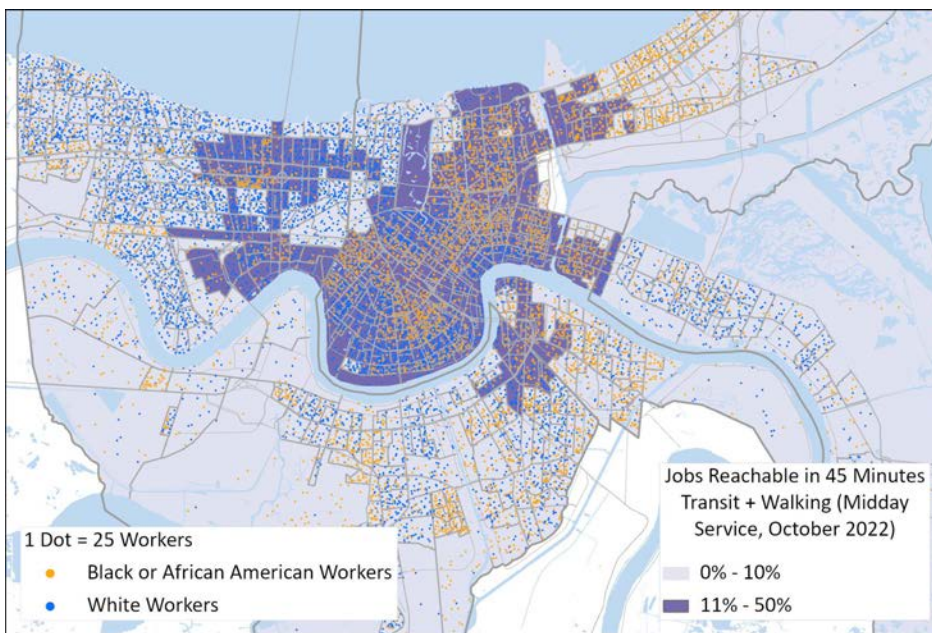 Jobs Reachable in 45 Minutes
Transit + Walking (Midday
Service, October 2022)
0% - 10%
11% - 50%
1 Dot = 25 Workers
Black or African American Workers
White Workers